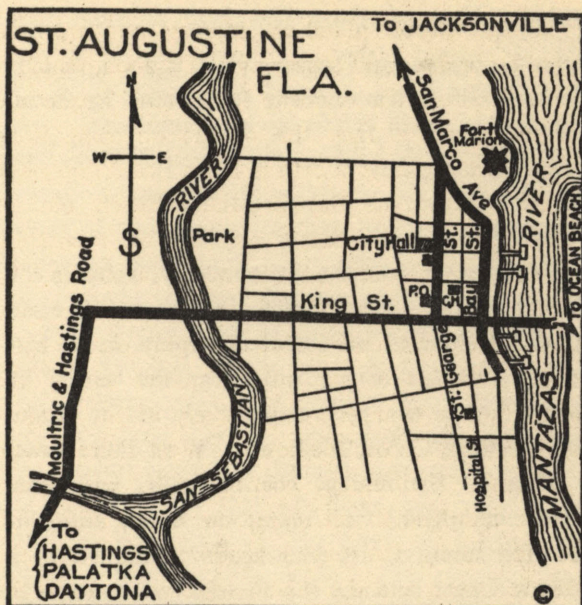 ST. AUGUSTINE
FLA.
TO JACKSONVILLE
San Marco Ave
Fort
Marion
N
W E
S
RIVER
Park
City Hall
St.
St.
RIVER
TO OCEAN BEACH
P.O.
C.
Bay
King St.
Moultric & Hastings Road
St. George
SAN SEBASTIAN
Hospital St.
MANTAZAS
To
HASTINGS
PALATKA
DAYTONA
©